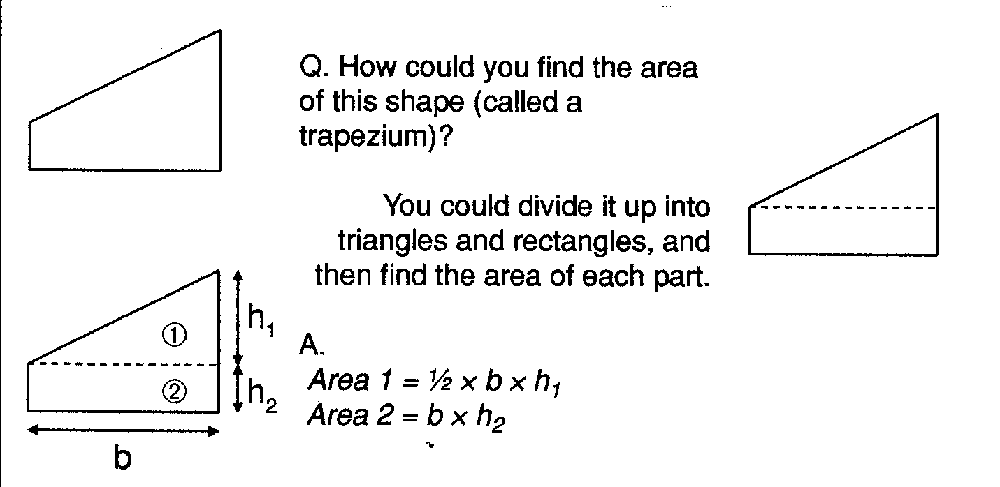 Q. How could you find the area
of this shape (called a
trapezium)?
You could divide it up into
triangles and rectangles, and
then find the area of each part.
①
h₁
②
h₂
b
A.
Area 1 = ½ × b × h₁
Area 2 = b × h₂